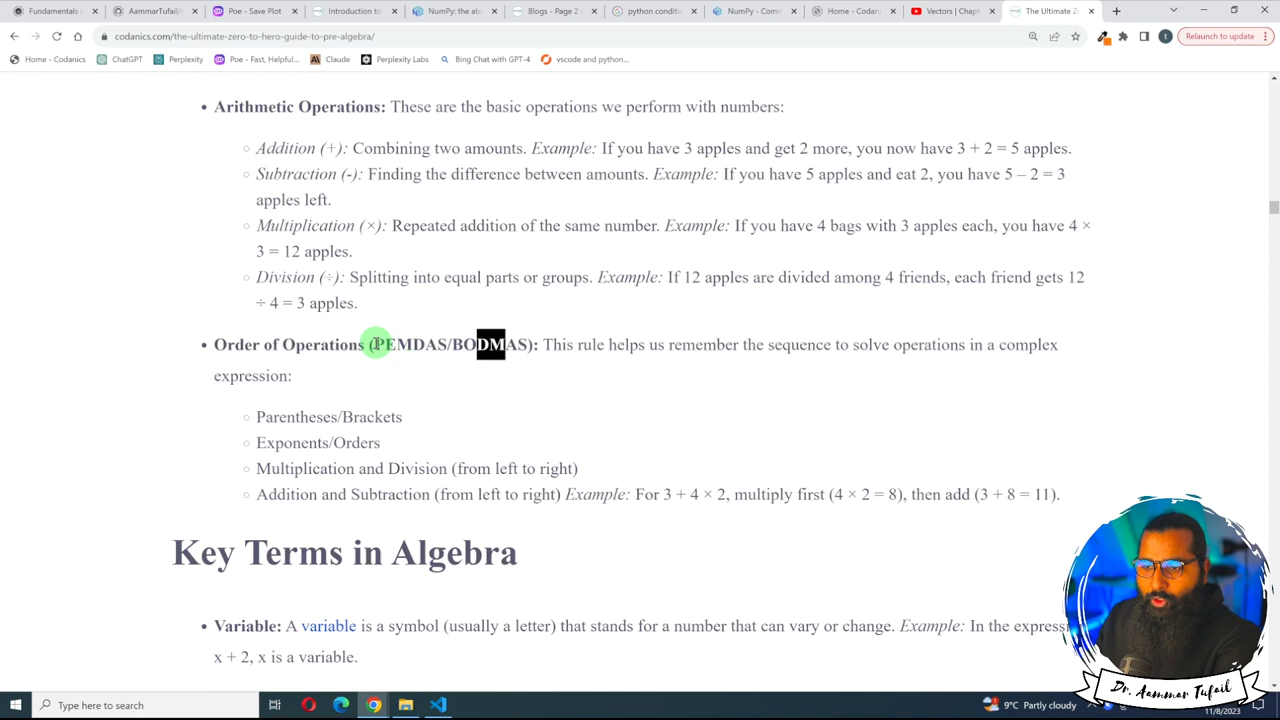 Fundamentals in
AammarTufail/
Poe - Save Plot
Introduction to
NumPy: the ab
Blogs - Page 2
python conditi
NumPy - Com
Home - Codani
Vectors | Chapt
The Ultimate Ze
codanics.com/the-ultimate-zero-to-hero-guide-to-pre-algebra/
Relaunch to update
Home - Codanics
ChatGPT
Perplexity
Poe - Fast, Helpful...
Claude
Perplexity Labs
Bing Chat with GPT-4
vscode and python...
• Arithmetic Operations: These are the basic operations we perform with numbers:
Addition (+): Combining two amounts. Example: If you have 3 apples and get 2 more, you now have 3 + 2 = 5 apples.
Subtraction (-): Finding the difference between amounts. Example: If you have 5 apples and eat 2, you have 5 – 2 = 3
apples left.
Multiplication (×): Repeated addition of the same number. Example: If you have 4 bags with 3 apples each, you have 4 ×
3 = 12 apples.
Division (÷): Splitting into equal parts or groups. Example: If 12 apples are divided among 4 friends, each friend gets 12
÷ 4 = 3 apples.
• Order of Operations (PEMDAS/BODMAS): This rule helps us remember the sequence to solve operations in a complex
expression:
Parentheses/Brackets
Exponents/Orders
Multiplication and Division (from left to right)
Addition and Subtraction (from left to right) Example: For 3 + 4 × 2, multiply first (4 × 2 = 8), then add (3 + 8 = 11).
Key Terms in Algebra
• Variable: A variable is a symbol (usually a letter) that stands for a number that can vary or change. Example: In the expressi
x + 2, x is a variable.
Dr. Aammar Tufail
Type here to search
9°C Partly cloudy
11/8/2023